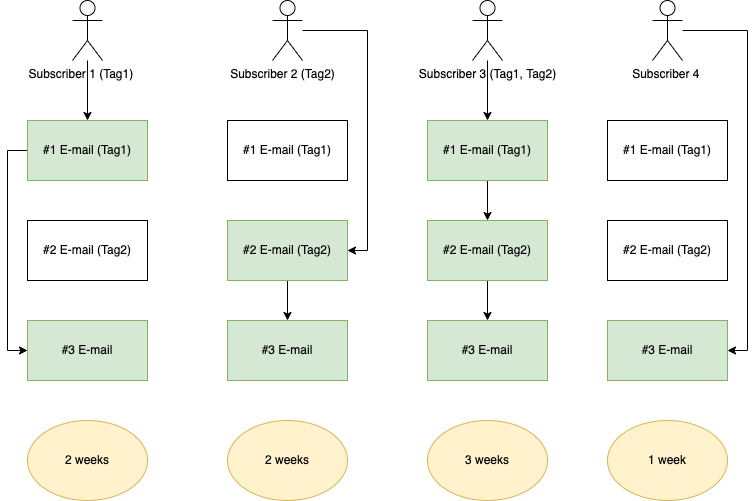 Subscriber 1 (Tag1)
Subscriber 2 (Tag2)
Subscriber 3 (Tag1, Tag2)
Subscriber 4
#1 E-mail (Tag1)
#1 E-mail (Tag1)
#1 E-mail (Tag1)
#1 E-mail (Tag1)
#2 E-mail (Tag2)
#2 E-mail (Tag2)
#2 E-mail (Tag2)
#2 E-mail (Tag2)
#3 E-mail
#3 E-mail
#3 E-mail
#3 E-mail
2 weeks
2 weeks
3 weeks
1 week